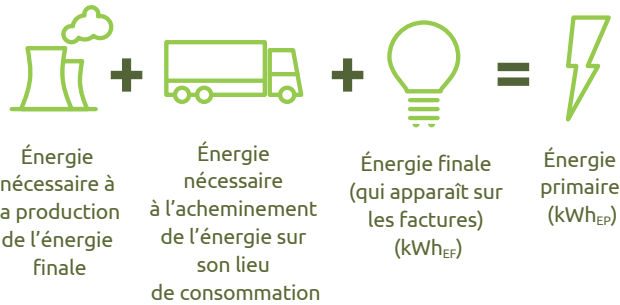 + + =
Énergie
nécessaire à
a production
de l’énergie
finale
Énergie
nécessaire
à l’acheminement
de l’énergie sur
son lieu
de consommation
Énergie finale
(qui apparaît sur
les factures)
(kWhEF)
Énergie
primaire
(kWhEP)